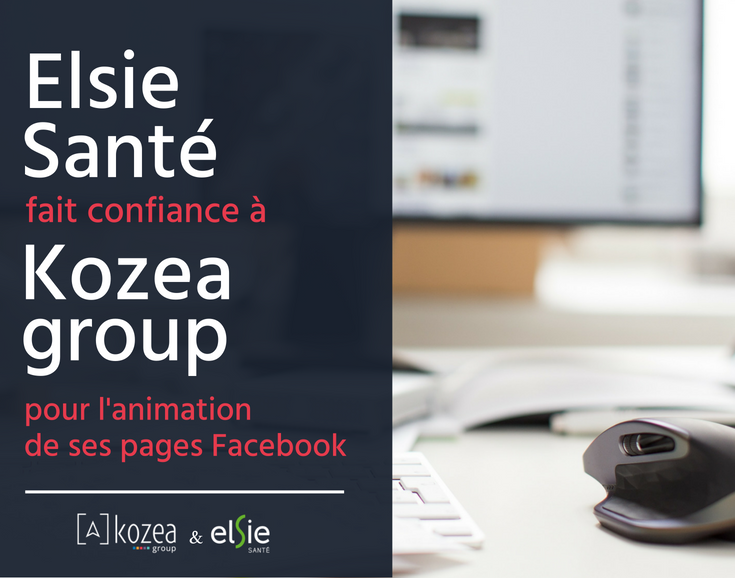 Elsie
Santé
fait confiance à
Kozea
group
pour l'animation
de ses pages Facebook
[A] kozea group & elsie SANTÉ